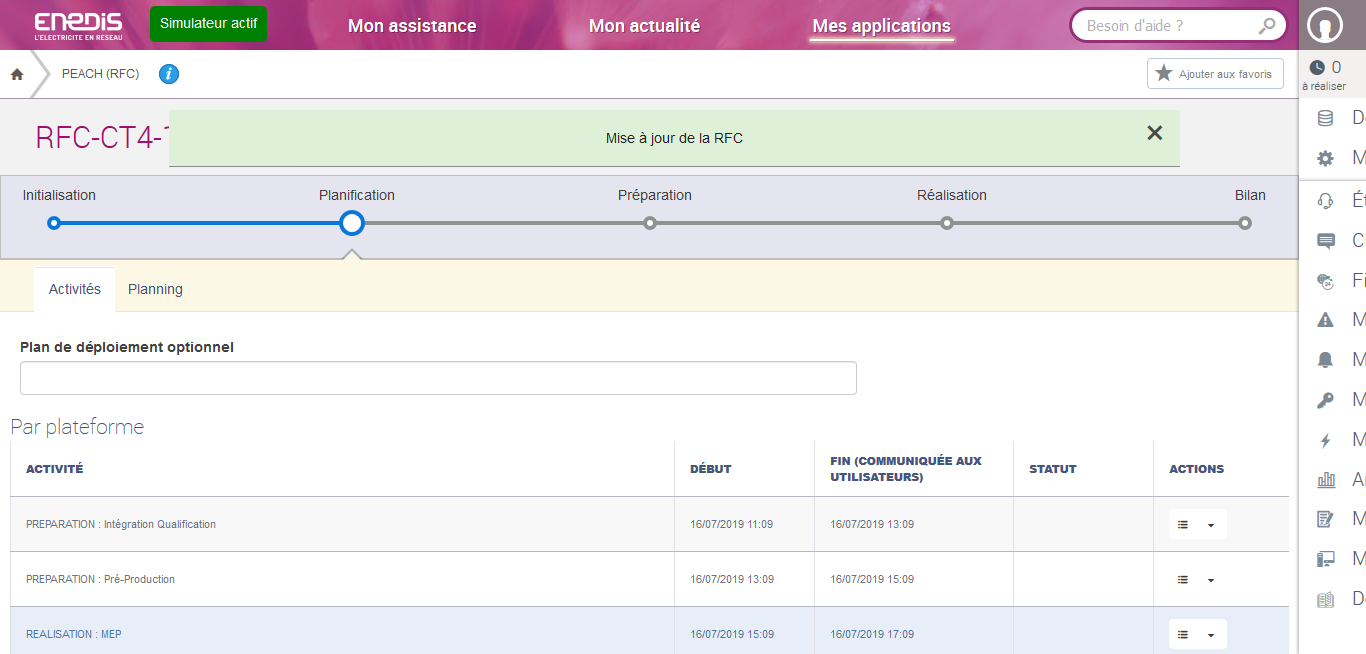 ENEDIS
L'ELECTRICITE EN RESEAU
Simulateur actif
Mon assistance
Mon actualité
Mes applications
Besoin d'aide ?
PEACH (RFC)
i
Ajouter aux favoris
0
à réaliser
RFC-CT4-
Mise à jour de la RFC
Initialisation
Planification
Préparation
Réalisation
Bilan
Activités
Planning
Plan de déploiement optionnel
Par plateforme
ACTIVITÉ
DÉBUT
FIN (COMMUNIQUÉE AUX
UTILISATEURS)
STATUT
ACTIONS
PREPARATION : Intégration Qualification
16/07/2019 11:09
16/07/2019 13:09
PREPARATION : Pré-Production
16/07/2019 13:09
16/07/2019 15:09
REALISATION : MEP
16/07/2019 15:09
16/07/2019 17:09